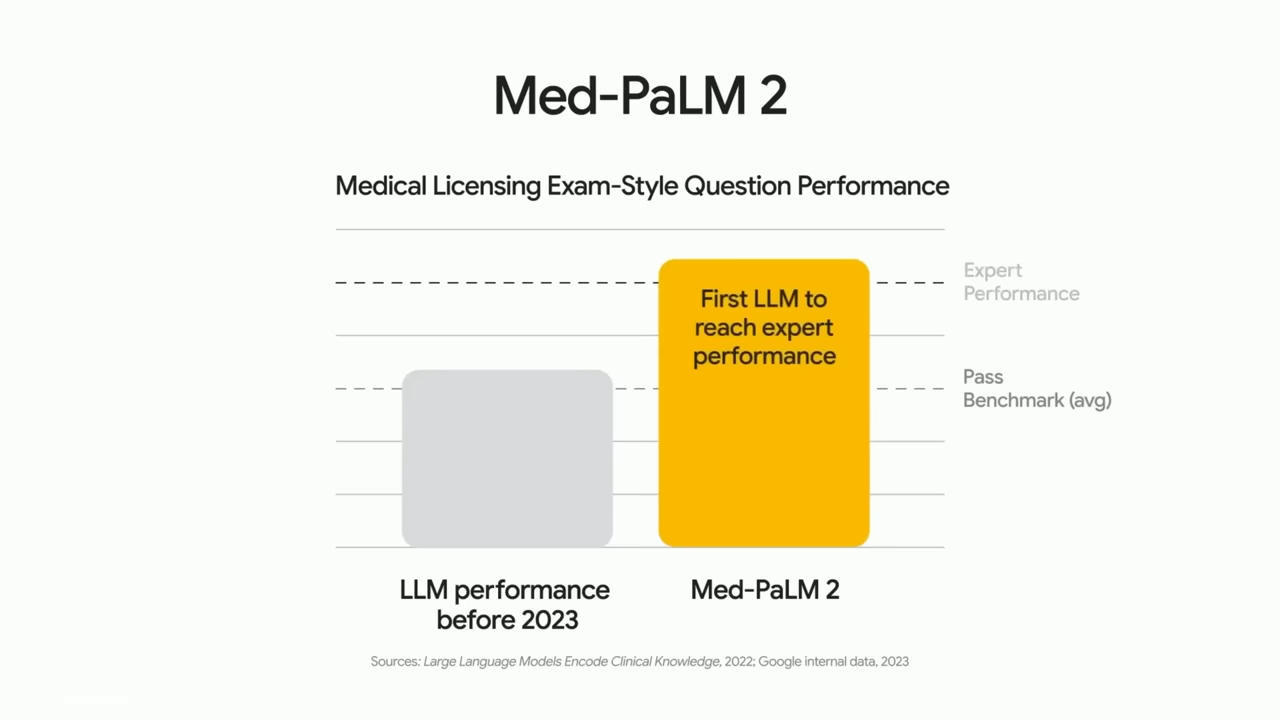 Med-PaLM 2
Medical Licensing Exam-Style Question Performance
Expert
Performance
First LLM to
reach expert
performance
Pass
Benchmark (avg)
LLM performance
before 2023
Med-PaLM 2
Sources: Large Language Models Encode Clinical Knowledge, 2022; Google internal data, 2023